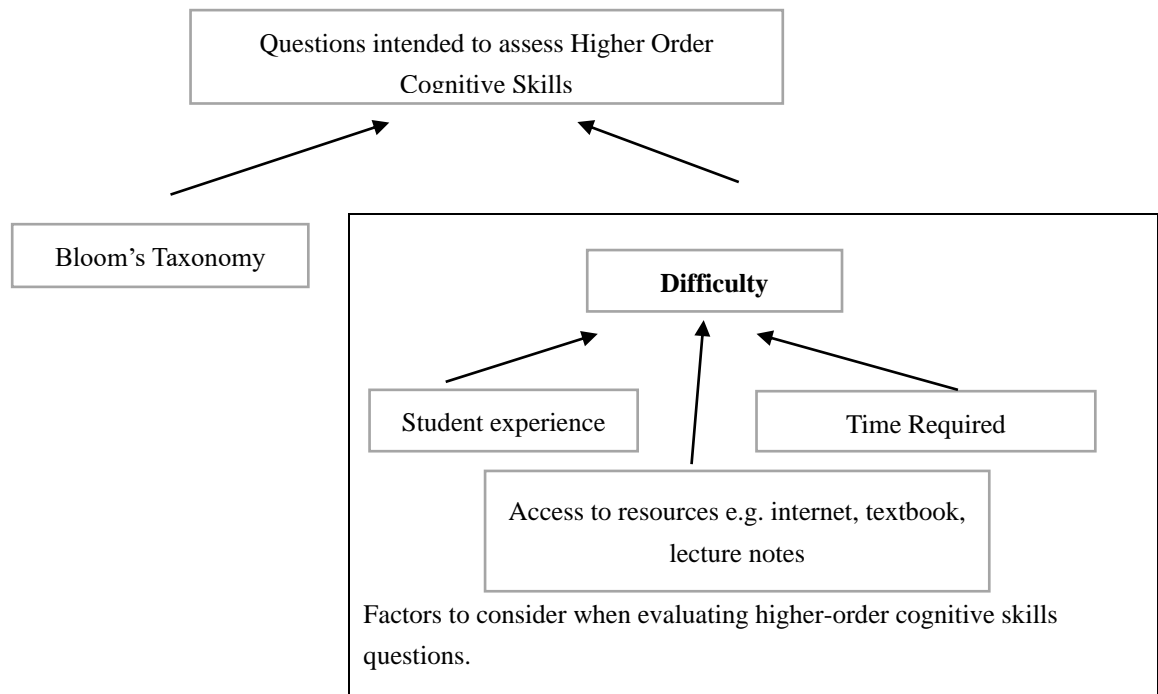 Questions intended to assess Higher Order
Cognitive Skills
Bloom’s Taxonomy
Difficulty
Student experience
Time Required
Access to resources e.g. internet, textbook,
lecture notes
Factors to consider when evaluating higher-order cognitive skills
questions.